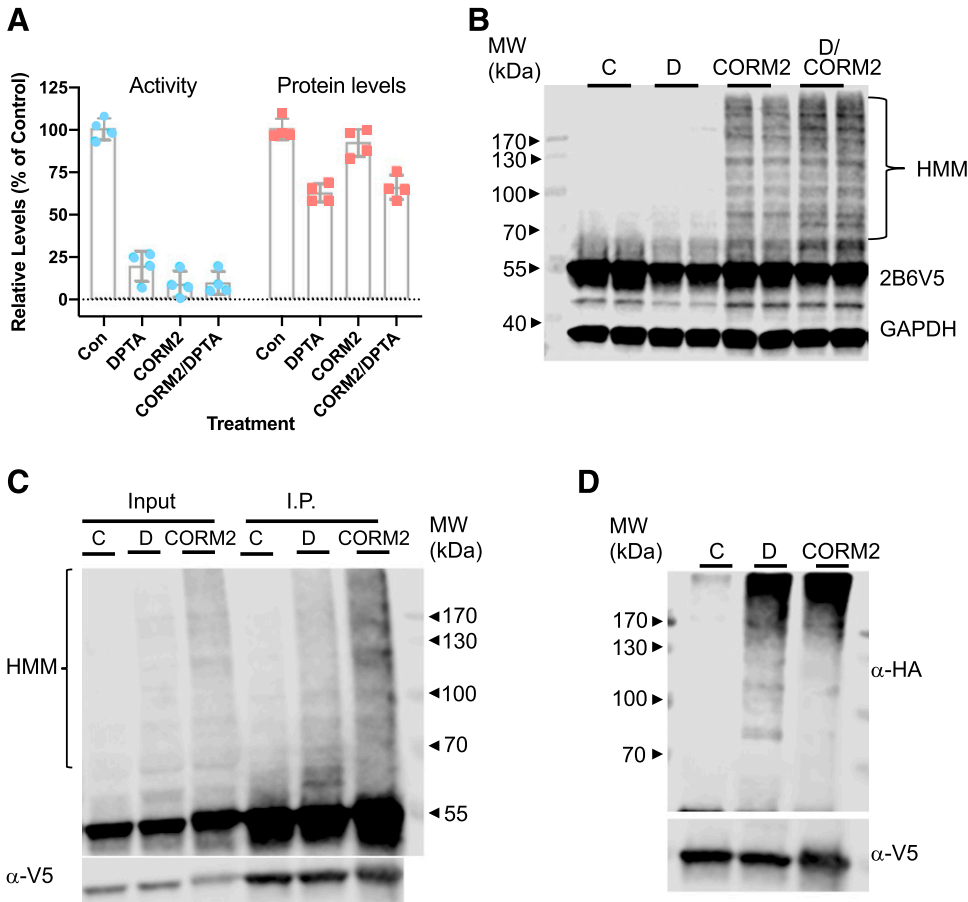 A
Activity
Protein levels
Relative Levels (% of Control)
125
100
75
50
25
0
Con
DPTA
CORM2
CORM2/DPTA
Con
DPTA
CORM2
CORM2/DPTA
Treatment
B
MW
(kDa)
C
D
CORM2
D/
CORM2
170
130
100
70
55
40
HMM
2B6V5
GAPDH
C
Input
I.P.
C
D
CORM2
C
D
CORM2
MW
(kDa)
HMM
170
130
100
70
55
α-V5
D
MW
(kDa)
C
D
CORM2
170
130
100
70
α-HA
α-V5